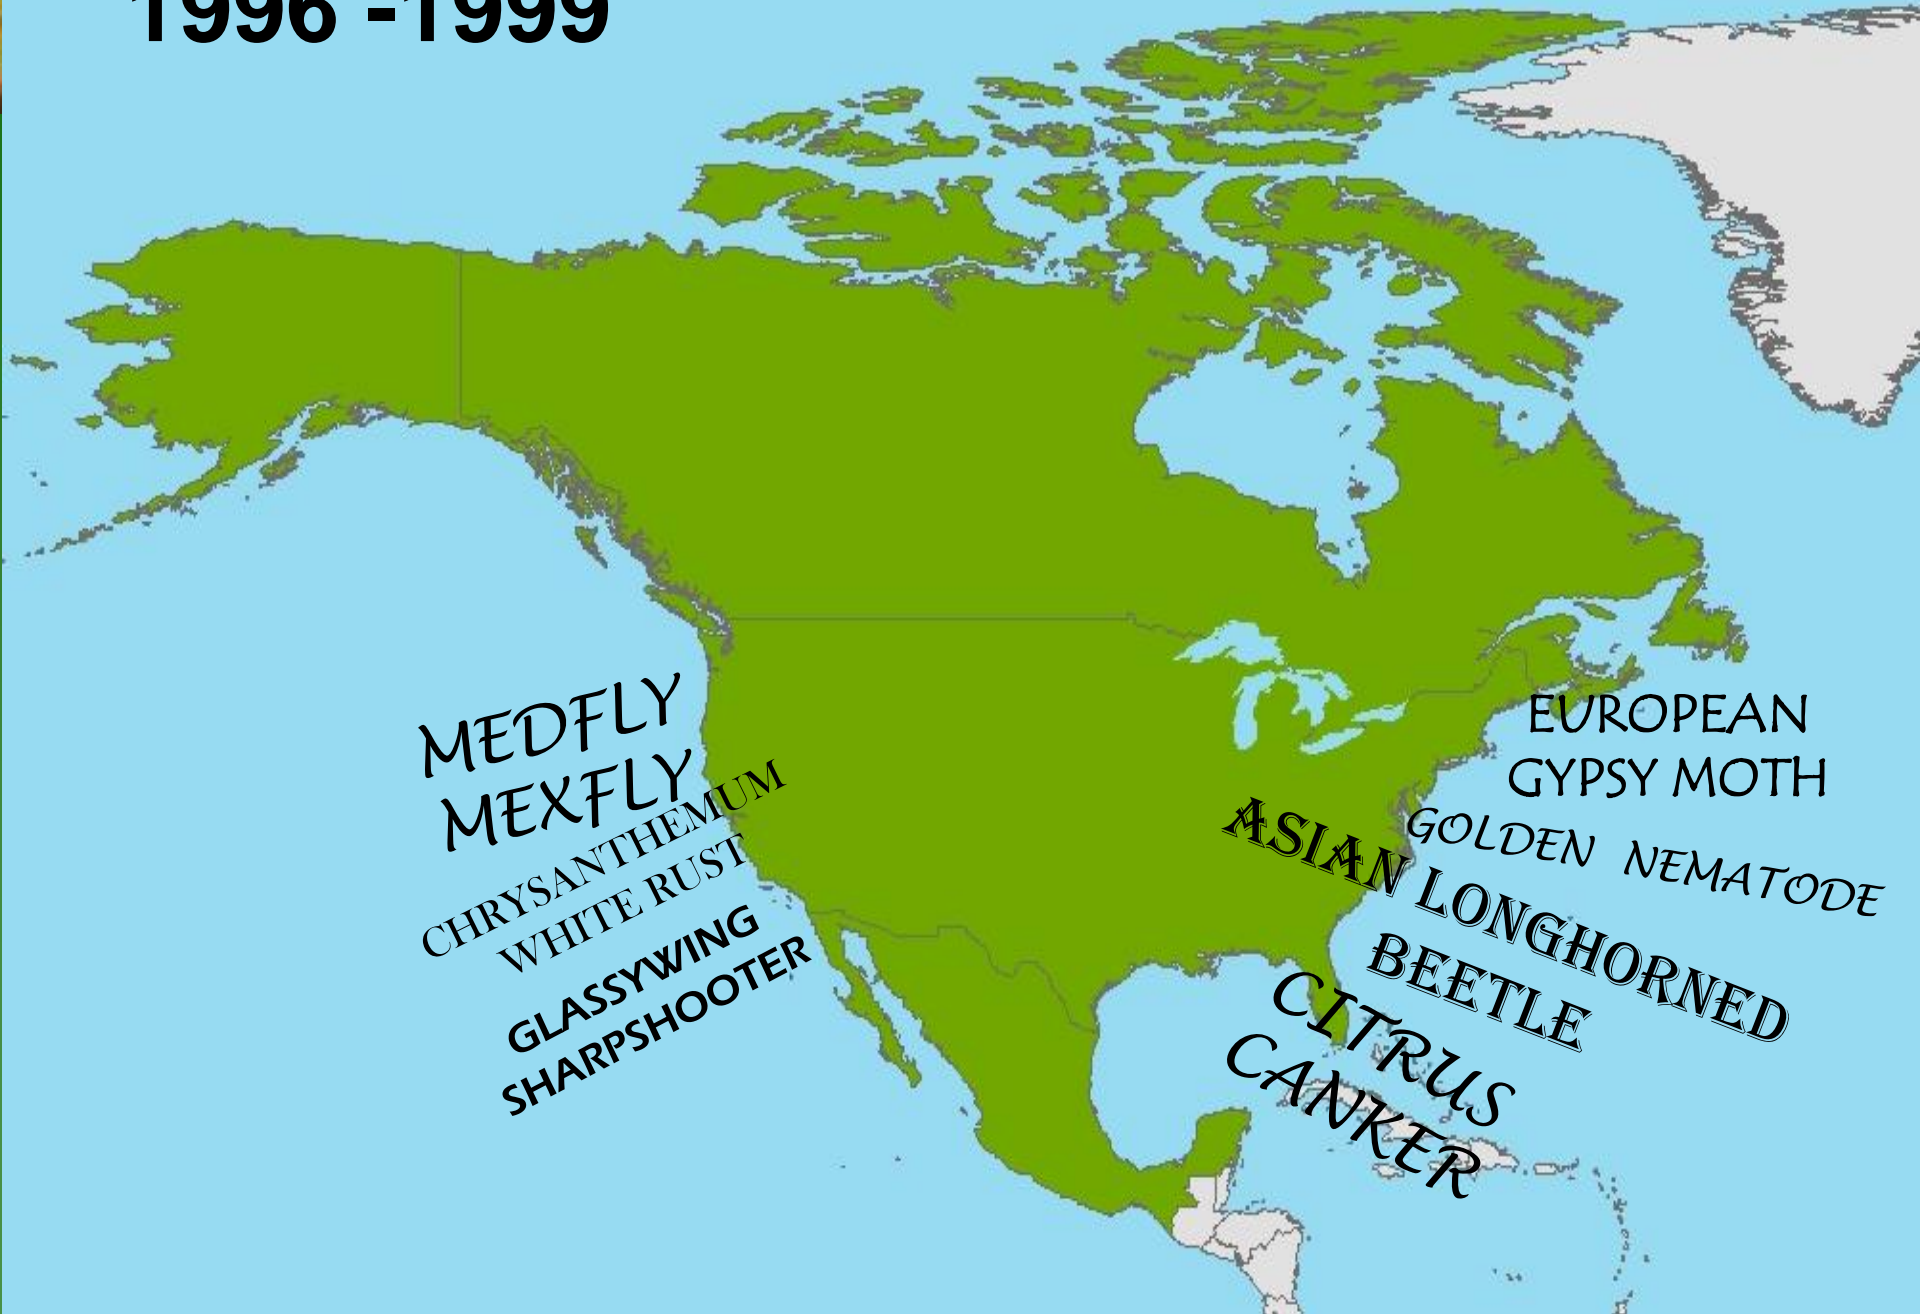 1996 -1999
MEDFLY
MEXFLY
CHRYSANTHEMUM
WHITE RUST
GLASSYWING
SHARPSHOOTER
EUROPEAN
GYPSY MOTH
GOLDEN NEMATODE
ASIAN LONGHORNED
BEETLE
CITRUS
CANKER